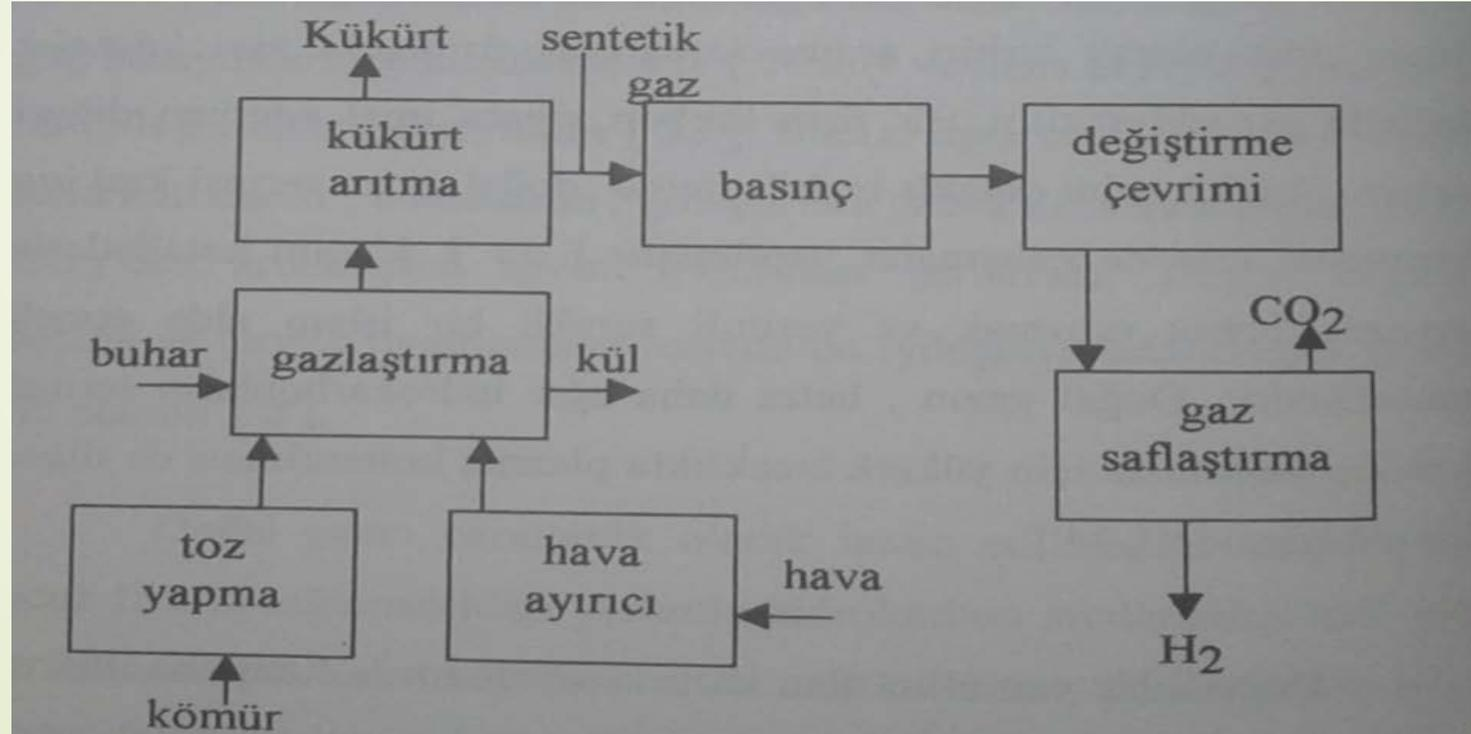 Kükürt
sentetik
gaz
kükürt
arıtma
basınç
değiştirme
çevrimi
buhar
gazlaştırma
kül
CO2
gaz
saflaştırma
toz
yapma
hava
ayırıcı
hava
H2
kömür